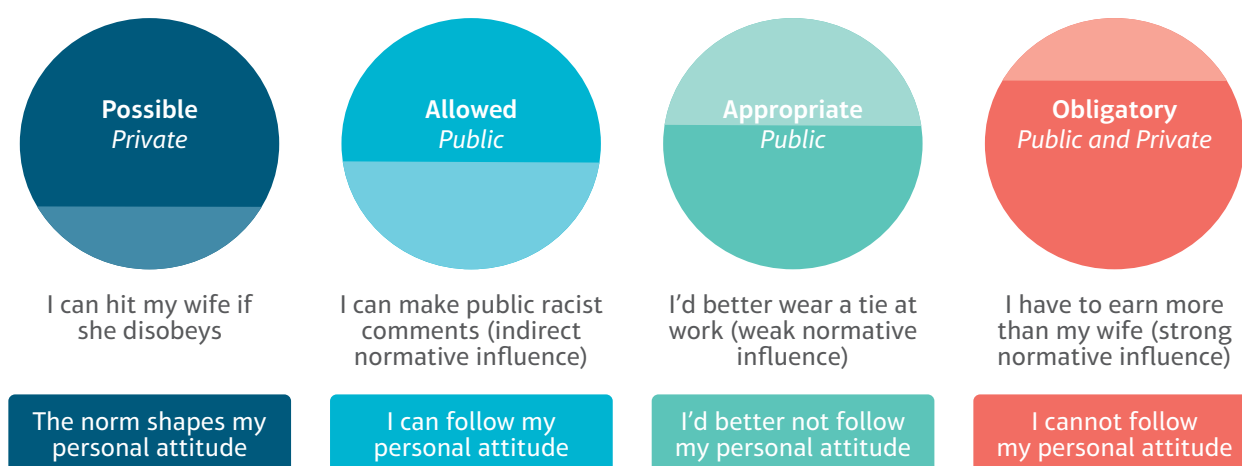 Possible
Private
Allowed
Public
Appropriate
Public
Obligatory
Public and Private
I can hit my wife if
she disobeys
I can make public racist
comments (indirect
normative influence)
I'd better wear a tie at
work (weak normative
influence)
I have to earn more
than my wife (strong
normative influence)
The norm shapes my
personal attitude
I can follow my
personal attitude
I'd better not follow
my personal attitude
I cannot follow
my personal attitude